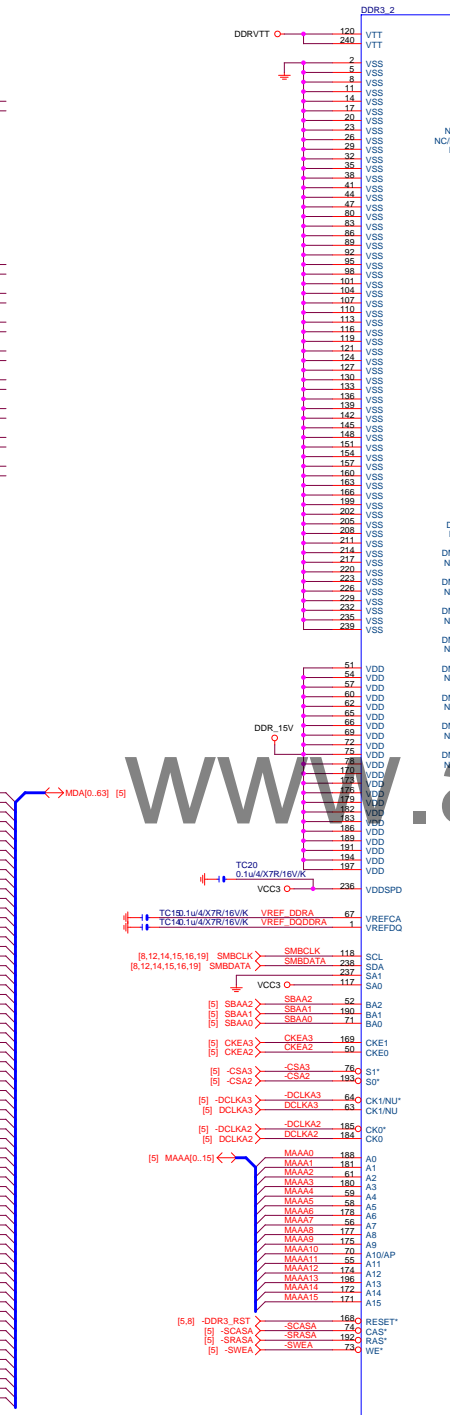 DDR3_2
DDRVTT 120 VTT
240 VTT
2 VSS
5 VSS
8 VSS
11 VSS
14 VSS
17 VSS
20 VSS
23 VSS
26 VSS
29 VSS
32 VSS
35 VSS
38 VSS
41 VSS
44 VSS
47 VSS
80 VSS
83 VSS
86 VSS
89 VSS
92 VSS
95 VSS
98 VSS
101 VSS
104 VSS
107 VSS
110 VSS
113 VSS
116 VSS
119 VSS
121 VSS
124 VSS
127 VSS
130 VSS
133 VSS
136 VSS
139 VSS
142 VSS
145 VSS
148 VSS
151 VSS
154 VSS
157 VSS
160 VSS
163 VSS
166 VSS
199 VSS
202 VSS
205 VSS
208 VSS
211 VSS
214 VSS
217 VSS
220 VSS
223 VSS
226 VSS
229 VSS
232 VSS
235 VSS
239 VSS
51 VDD
54 VDD
57 VDD
60 VDD
62 VDD
65 VDD
66 VDD
69 VDD
72 VDD
DDR_15V 75 VDD
78 VDD
170 VDD
173 VDD
176 VDD
179 VDD
182 VDD
183 VDD
186 VDD
189 VDD
191 VDD
194 VDD
197 VDD
MDA[0..63] [5]
www.a
TC20
0.1u/4/X7R/16V/K
VCC3 236 VDDSPD
TC15 0.1u/4/X7R/16V/K VREF_DDRA 67 VREFCA
TC14 0.1u/4/X7R/16V/K VREF_DQDDRA 1 VREFDQ
[8,12,14,15,16,19] SMBCLK SMBCLK 118 SCL
[8,12,14,15,16,19] SMBDATA SMBDATA 238 SDA
237 SA1
VCC3 117 SA0
[5] SBAA2 SBAA2 52 BA2
[5] SBAA1 SBAA1 190 BA1
[5] SBAA0 SBAA0 71 BA0
[5] CKEA3 CKEA3 169 CKE1
[5] CKEA2 CKEA2 50 CKE0
[5] -CSA3 -CSA3 76 S1*
[5] -CSA2 -CSA2 193 S0*
[5] -DCLKA3 -DCLKA3 64 CK1/NU*
[5] DCLKA3 DCLKA3 63 CK1/NU
[5] -DCLKA2 -DCLKA2 185 CK0*
[5] DCLKA2 DCLKA2 184 CK0
[5] MAAA[0..15] MAAA0 188 A0
MAAA1 181 A1
MAAA2 61 A2
MAAA3 180 A3
MAAA4 59 A4
MAAA5 58 A5
MAAA6 178 A6
MAAA7 56 A7
MAAA8 177 A8
MAAA9 175 A9
MAAA10 70 A10/AP
MAAA11 55 A11
MAAA12 174 A12
MAAA13 196 A13
MAAA14 172 A14
MAAA15 171 A15
[5,8] -DDR3_RST 168 RESET*
[5] -SCASA -SCASA 74 CAS*
[5] -SRASA -SRASA 192 RAS*
[5] -SWEA -SWEA 73 WE*